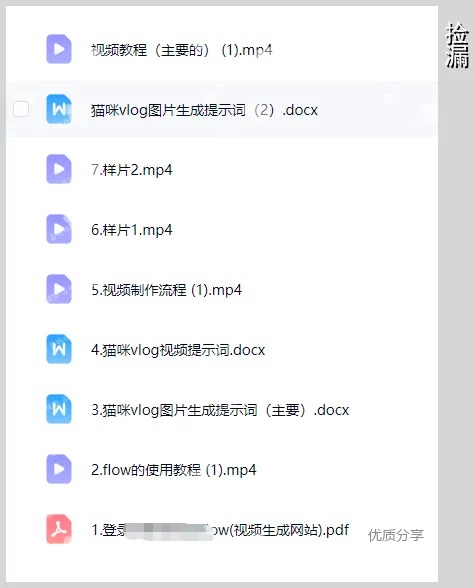 视频教程（主要的） (1).mp4
捡漏
猫咪vlog图片生成提示词（2）.docx
7.样片2.mp4
6.样片1.mp4
5.视频制作流程 (1).mp4
4.猫咪vlog视频提示词.docx
3.猫咪vlog图片生成提示词（主要）.docx
2.flow的使用教程 (1).mp4
1.登录ow(视频生成网站).pdf
优质分享